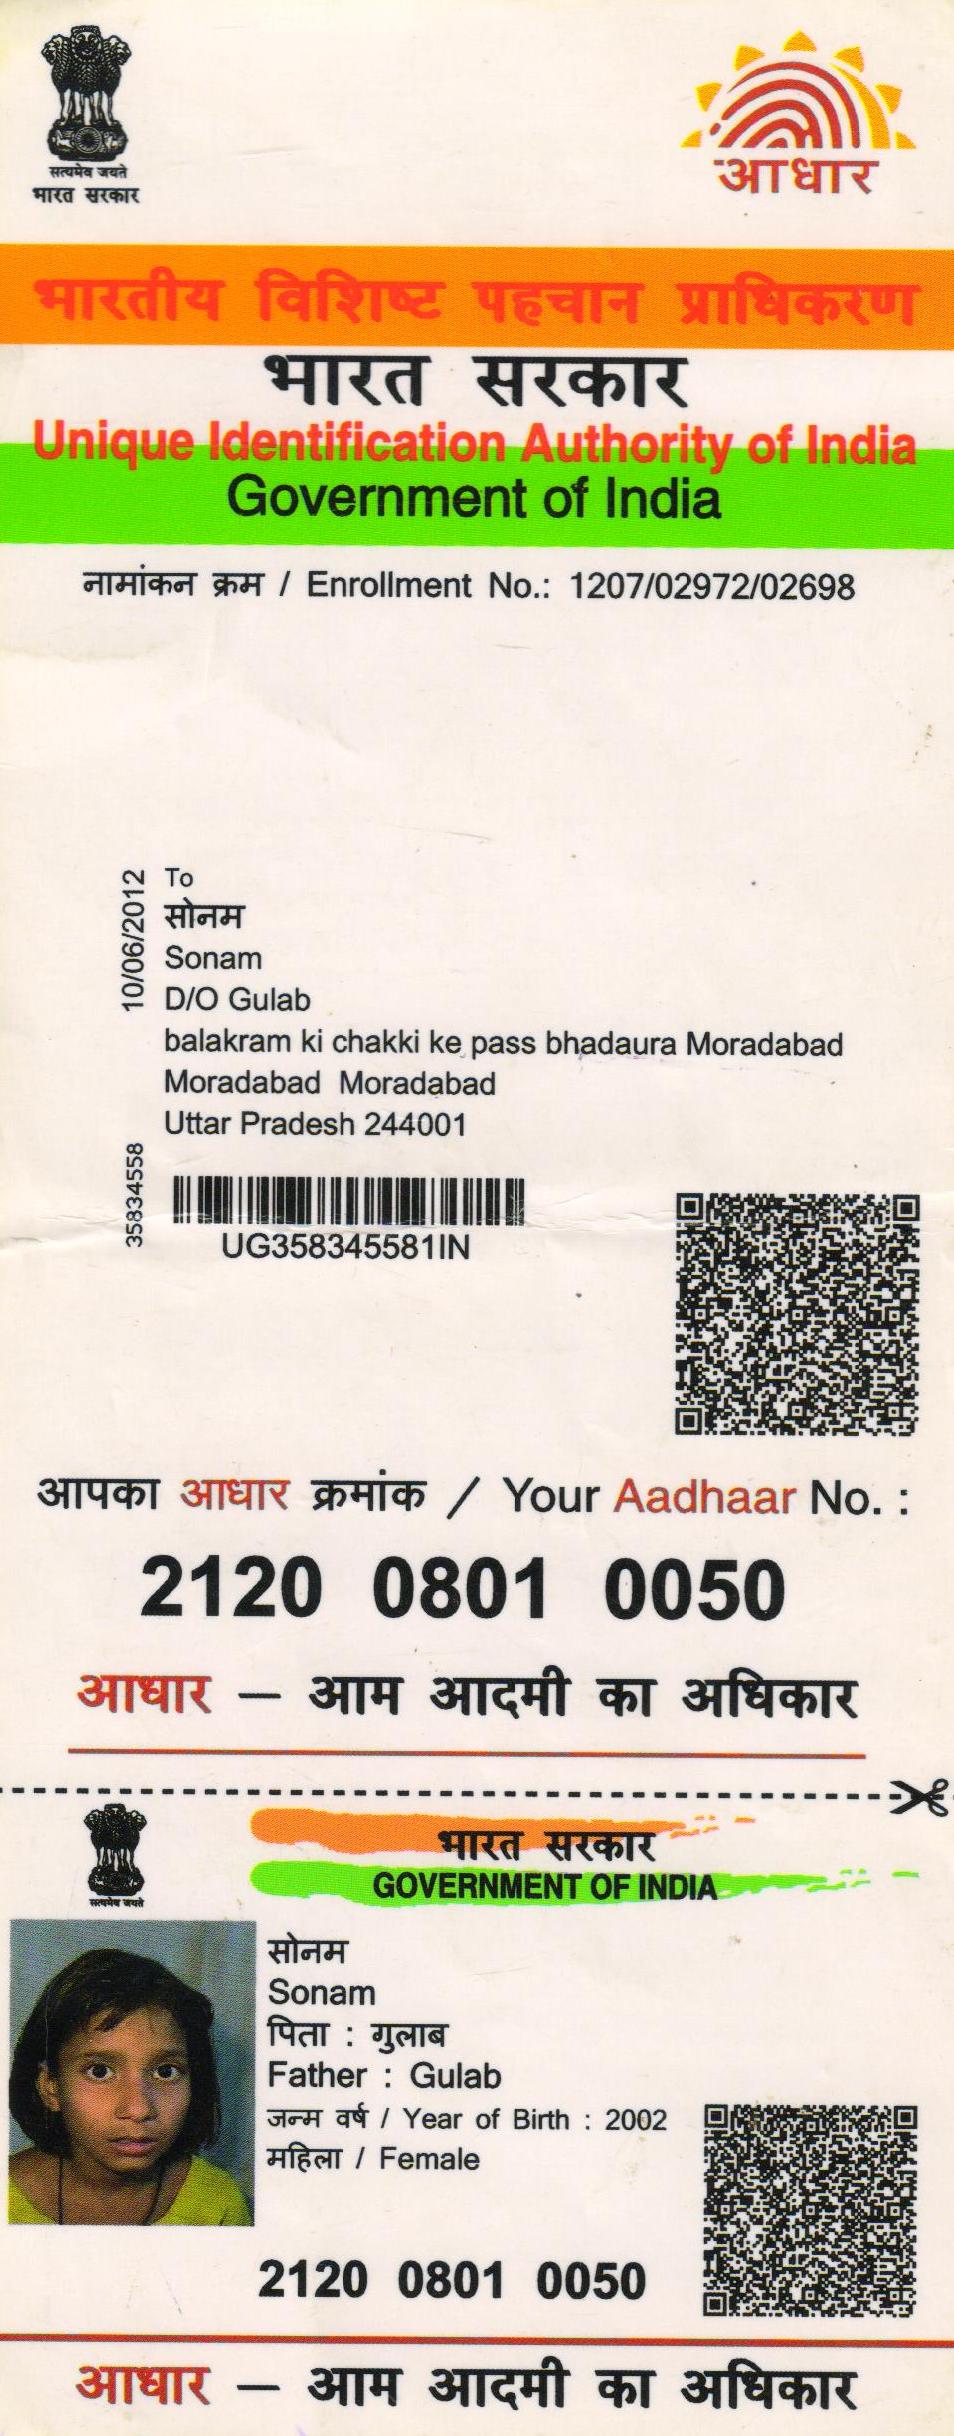 सत्यमेव जयते
भारत सरकार
आधार
भारतीय विशिष्ट पहचान प्राधिकरण
भारत सरकार
Unique Identification Authority of India
Government of India
नामांकन क्रम / Enrollment No.: 1207/02972/02698
10/06/2012
To
सोनम
Sonam
D/O Gulab
balakram ki chakki ke pass bhadaura Moradabad
Moradabad Moradabad
Uttar Pradesh 244001
35834558
UG358345581IN
आपका आधार क्रमांक / Your Aadhaar No. :
2120 0801 0050
आधार – आम आदमी का अधिकार
सत्यमेव जयते
भारत सरकार
GOVERNMENT OF INDIA
सोनम
Sonam
पिता : गुलाब
Father : Gulab
जन्म वर्ष / Year of Birth : 2002
महिला / Female
2120 0801 0050
आधार – आम आदमी का अधिकार